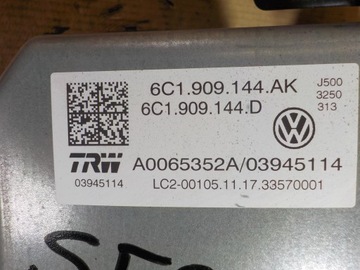 6C1.909.144.AK
6C1.909.144.D
J500
3250
313
TRW
03945114
A0065352A/03945114
LC2-00105.11.17.33570001